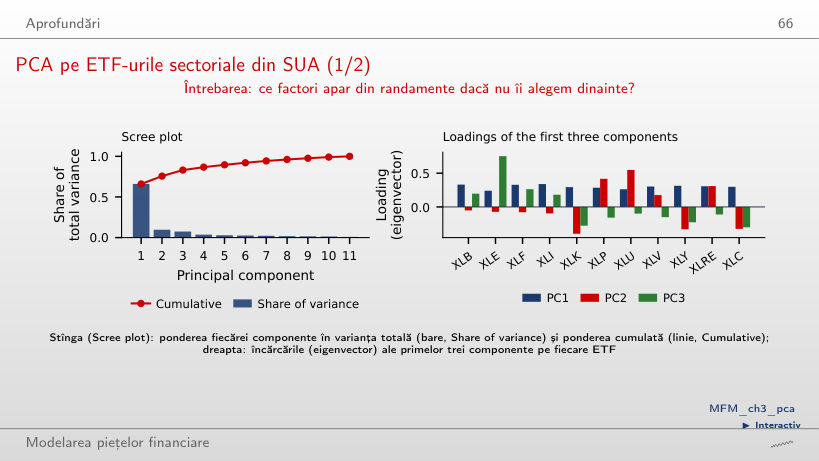 Aprofundări
66
PCA pe ETF-urile sectoriale din SUA (1/2)
Întrebarea: ce factori apar din randamente dacă nu îi alegem dinainte?
Scree plot
Share of
total variance
1.0
0.5
0.0
1 2 3 4 5 6 7 8 9 10 11
Principal component
Cumulative Share of variance
Loadings of the first three components
Loading
(eigenvector)
0.5
0.0
XLB XLE XLF XLI XLK XLP XLU XLV XLY XLRE XLC
PC1 PC2 PC3
Stînga (Scree plot): ponderea fiecărei componente în varianța totală (bare, Share of variance) și ponderea cumulată (linie, Cumulative);
dreapta: încărcările (eigenvector) ale primelor trei componente pe fiecare ETF
MFM_ch3_pca
► Interactiv
Modelarea piețelor financiare